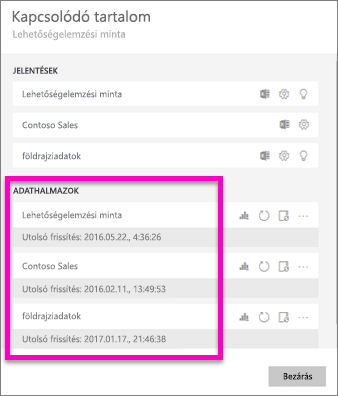 Kapcsolódó tartalom
Lehetőségelemzési minta
JELENTÉSEK
Lehetőségelemzési minta
Contoso Sales
földrajziadatok
ADATHALMAZOK
Lehetőségelemzési minta
Utolsó frissítés: 2016.05.22., 4:36:26
Contoso Sales
Utolsó frissítés: 2016.02.11., 13:49:53
földrajziadatok
Utolsó frissítés: 2017.01.17., 21:46:38
Bezárás